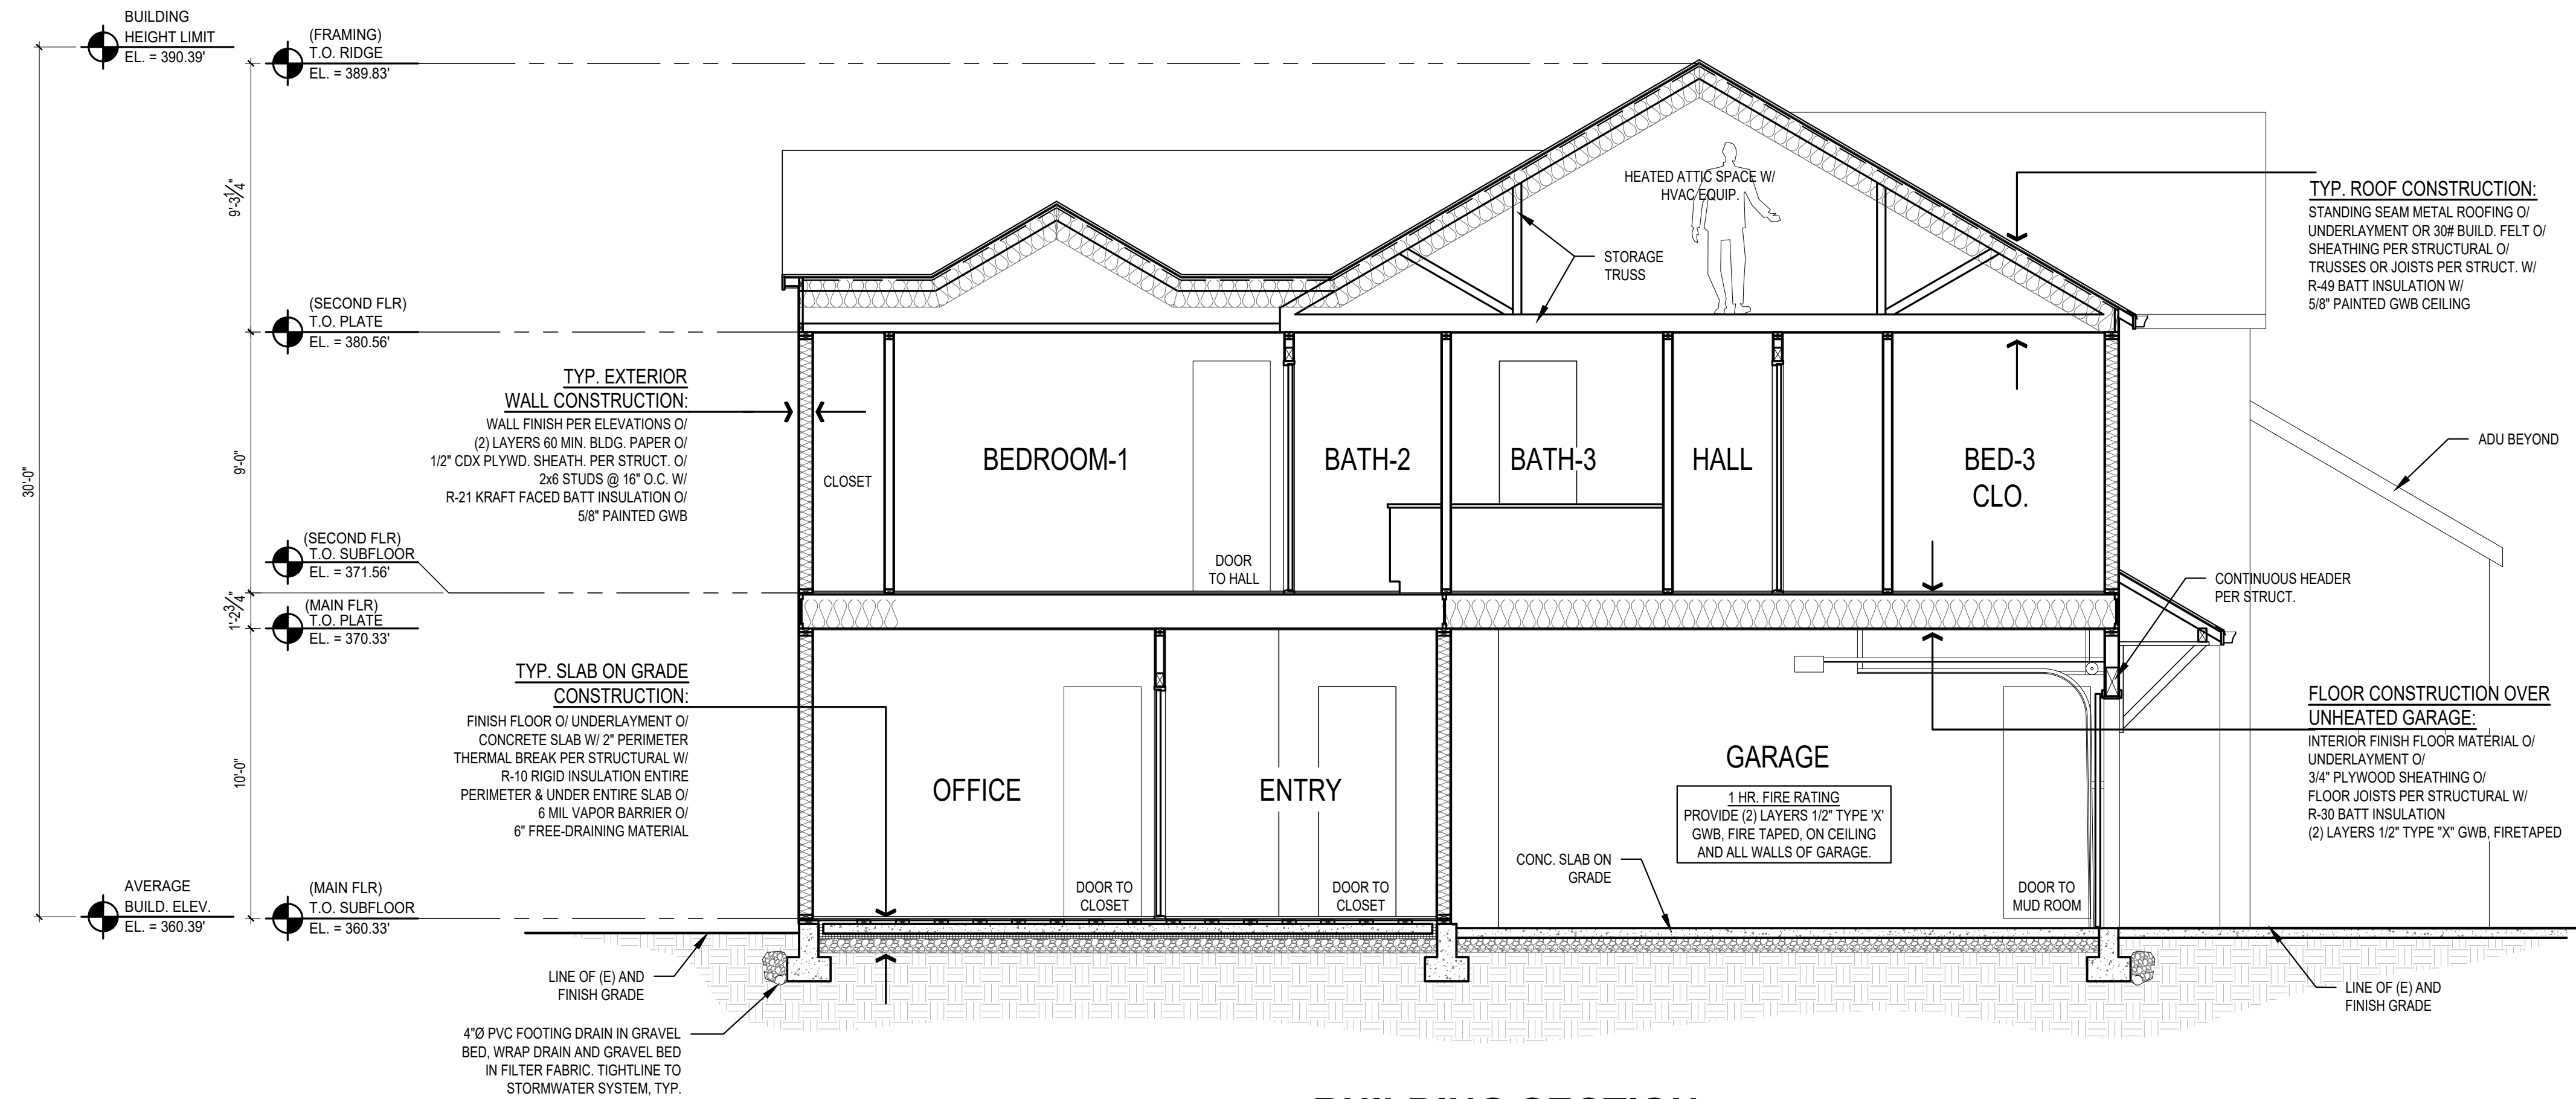 BUILDING
HEIGHT LIMIT
EL. = 390.39'
(FRAMING)
T.O. RIDGE
EL. = 389.83'
9'-3 1/4"
(SECOND FLR)
T.O. PLATE
EL. = 380.56'
30'-0"
9'-0"
(SECOND FLR)
T.O. SUBFLOOR
EL. = 371.56'
1'-2 3/4"
(MAIN FLR)
T.O. PLATE
EL. = 370.33'
10'-0"
AVERAGE
BUILD. ELEV.
EL. = 360.39'
(MAIN FLR)
T.O. SUBFLOOR
EL. = 360.33'
TYP. EXTERIOR
WALL CONSTRUCTION:
WALL FINISH PER ELEVATIONS O/
(2) LAYERS 60 MIN. BLDG. PAPER O/
1/2" CDX PLYWD. SHEATH. PER STRUCT. O/
2x6 STUDS @ 16" O.C. W/
R-21 KRAFT FACED BATT INSULATION O/
5/8" PAINTED GWB
TYP. SLAB ON GRADE
CONSTRUCTION:
FINISH FLOOR O/ UNDERLAYMENT O/
CONCRETE SLAB W/ 2" PERIMETER
THERMAL BREAK PER STRUCTURAL W/
R-10 RIGID INSULATION ENTIRE
PERIMETER & UNDER ENTIRE SLAB O/
6 MIL VAPOR BARRIER O/
6" FREE-DRAINING MATERIAL
LINE OF (E) AND
FINISH GRADE
4"Ø PVC FOOTING DRAIN IN GRAVEL
BED, WRAP DRAIN AND GRAVEL BED
IN FILTER FABRIC. TIGHTLINE TO
STORMWATER SYSTEM, TYP.
HEATED ATTIC SPACE W/
HVAC EQUIP.
STORAGE
TRUSS
CLOSET
BEDROOM-1
DOOR
TO HALL
BATH-2
BATH-3
HALL
BED-3
CLO.
OFFICE
DOOR TO
CLOSET
ENTRY
DOOR TO
CLOSET
GARAGE
1 HR. FIRE RATING
PROVIDE (2) LAYERS 1/2" TYPE 'X'
GWB, FIRE TAPED, ON CEILING
AND ALL WALLS OF GARAGE.
CONC. SLAB ON
GRADE
DOOR TO
MUD ROOM
TYP. ROOF CONSTRUCTION:
STANDING SEAM METAL ROOFING O/
UNDERLAYMENT OR 30# BUILD. FELT O/
SHEATHING PER STRUCTURAL O/
TRUSSES OR JOISTS PER STRUCT. W/
R-49 BATT INSULATION W/
5/8" PAINTED GWB CEILING
ADU BEYOND
CONTINUOUS HEADER
PER STRUCT.
FLOOR CONSTRUCTION OVER
UNHEATED GARAGE:
INTERIOR FINISH FLOOR MATERIAL O/
UNDERLAYMENT O/
3/4" PLYWOOD SHEATHING O/
FLOOR JOISTS PER STRUCTURAL W/
R-30 BATT INSULATION
(2) LAYERS 1/2" TYPE "X" GWB, FIRETAPED
LINE OF (E) AND
FINISH GRADE
BUILDING SECTION